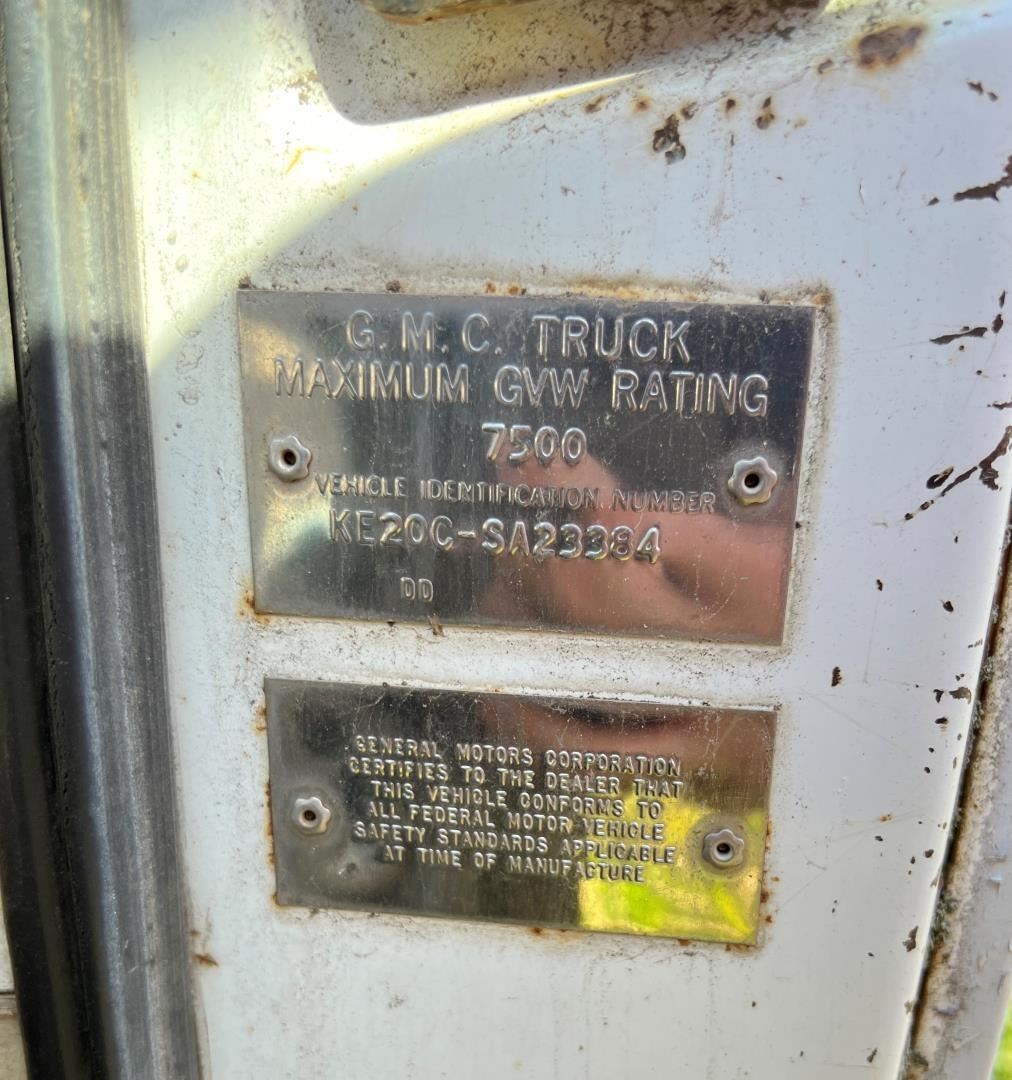 G. M. C. TRUCK
MAXIMUM GVW RATING
7500
VEHICLE IDENTIFICATION NUMBER
KE20C-SA23384
DD
GENERAL MOTORS CORPORATION
CERTIFIES TO THE DEALER THAT
THIS VEHICLE CONFORMS TO
ALL FEDERAL MOTOR VEHICLE
SAFETY STANDARDS APPLICABLE
AT TIME OF MANUFACTURE